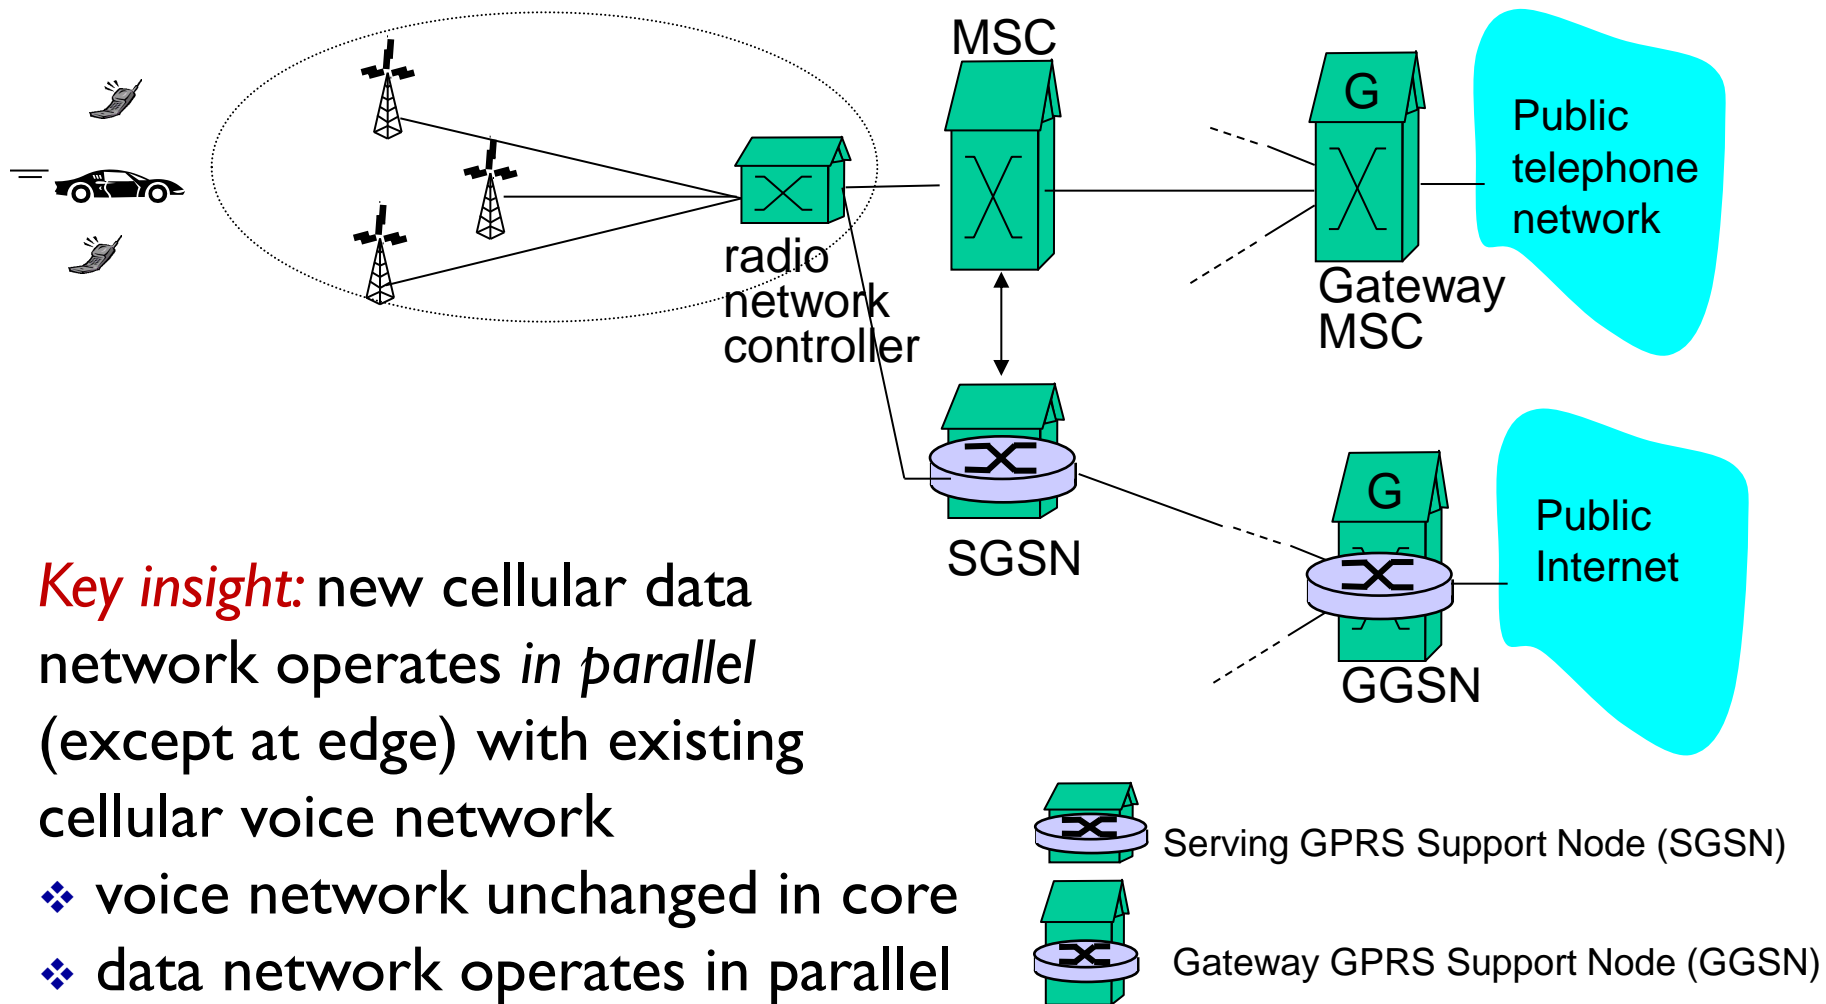 MSC
G
Public
telephone
network
radio
network
controller
Gateway
MSC
SGSN
G
Public
Internet
GGSN
Key insight: new cellular data
network operates in parallel
(except at edge) with existing
cellular voice network
❖ voice network unchanged in core
❖ data network operates in parallel
Serving GPRS Support Node (SGSN)
Gateway GPRS Support Node (GGSN)